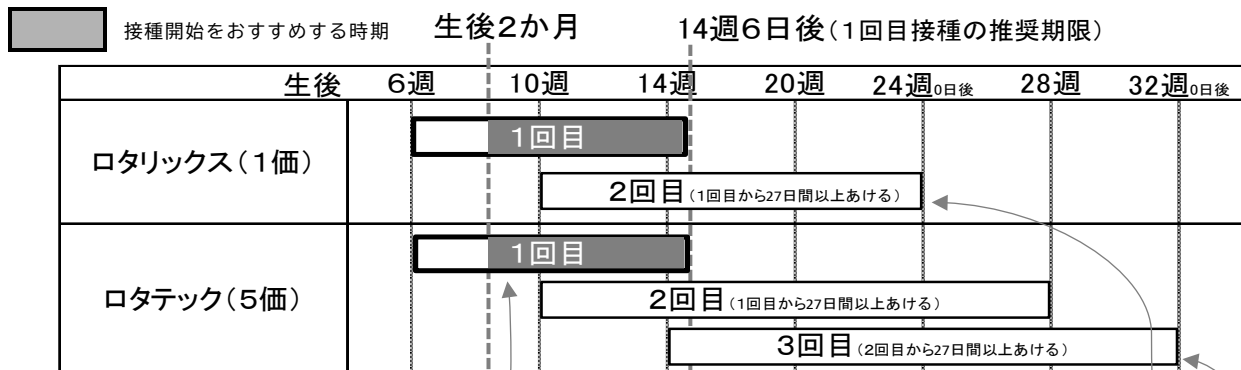 接種開始をおすすめする時期
生後2か月
14週6日後(1回目接種の推奨期限)
生後 6週 10週 14週 20週 24週0日後 28週 32週0日後
ロタリックス(1価)
1回目
2回目(1回目から27日間以上あける)
ロタテック(5価)
1回目
2回目(1回目から27日間以上あける)
3回目(2回目から27日間以上あける)